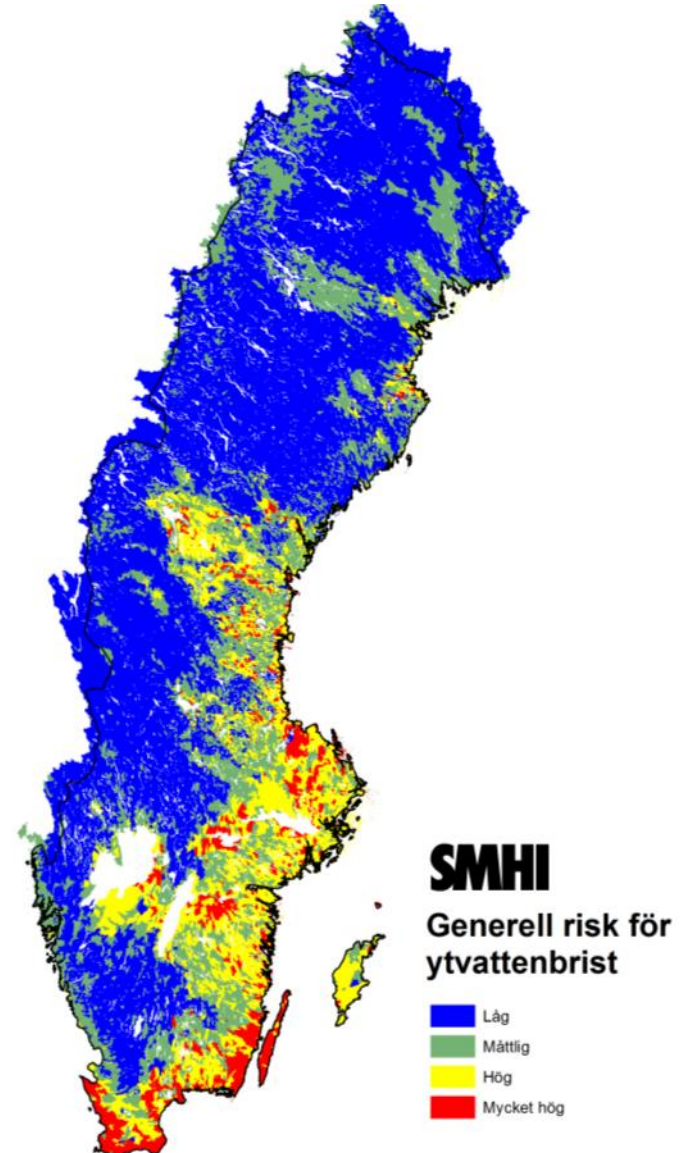 SMHI
Generell risk för
ytvattenbrist
Låg
Måttlig
Hög
Mycket hög